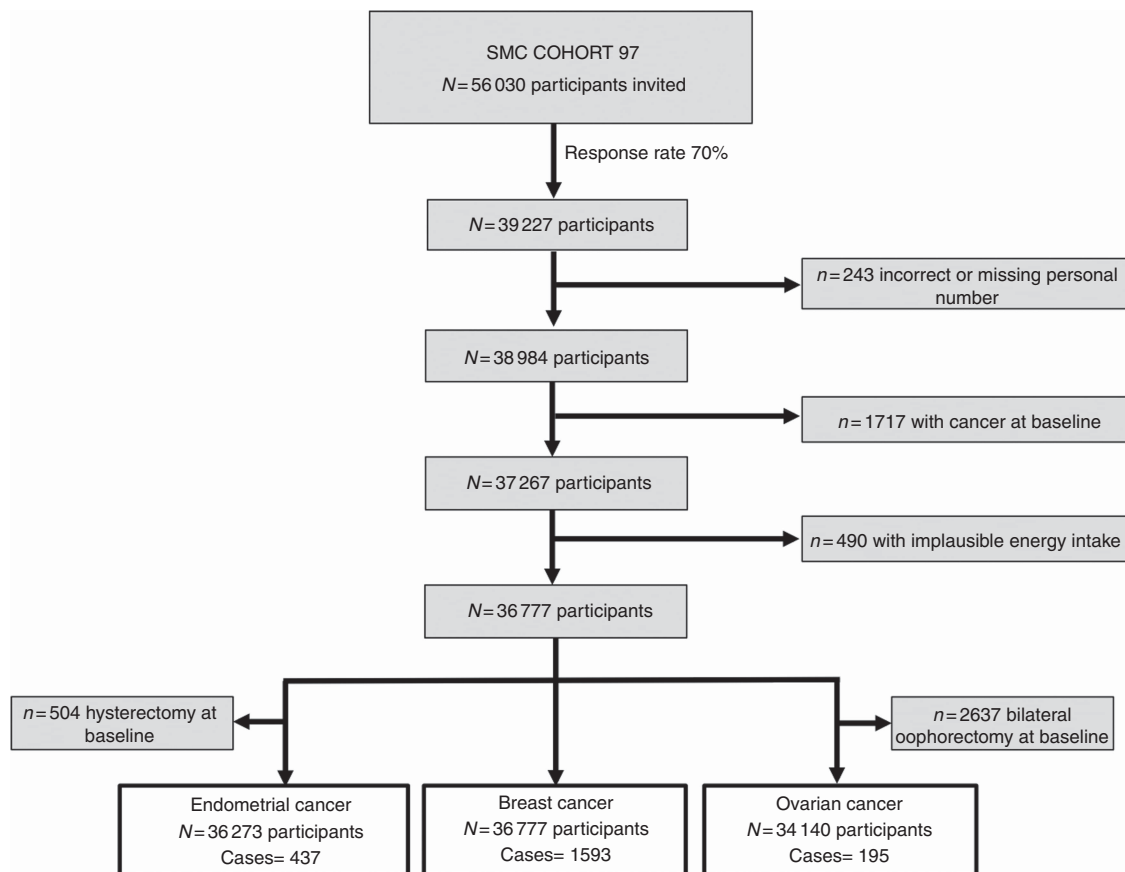 SMC COHORT 97
N=56 030 participants invited
Response rate 70%
N=39 227 participants
n=243 incorrect or missing personal
number
N=38 984 participants
n=1717 with cancer at baseline
N=37 267 participants
n=490 with implausible energy intake
N=36 777 participants
n=504 hysterectomy at
baseline
n=2637 bilateral
oophorectomy at baseline
Endometrial cancer
N=36 273 participants
Cases= 437
Breast cancer
N=36 777 participants
Cases= 1593
Ovarian cancer
N=34 140 participants
Cases= 195